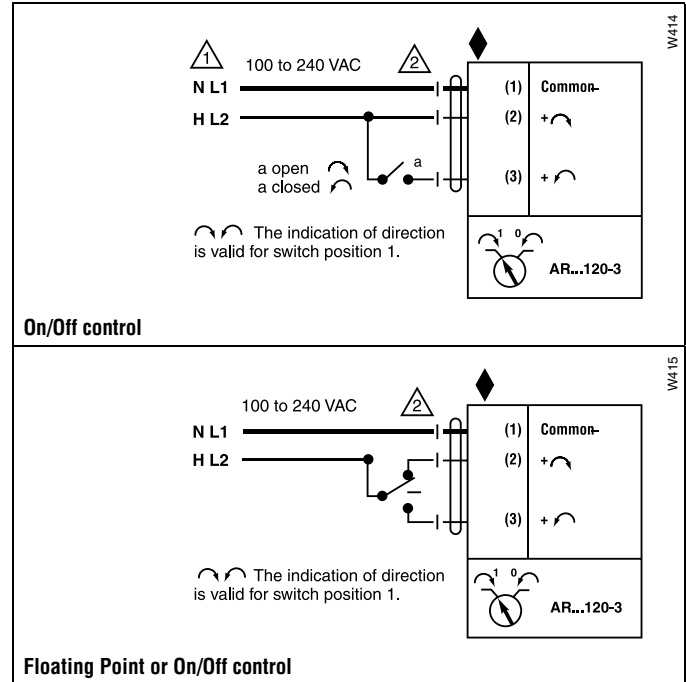 W414
1
100 to 240 VAC
2
N L1
(1) Common–
H L2
(2) +
a open
a
a closed
(3) +
The indication of direction
is valid for switch position 1.
1 0
AR...120-3
On/Off control
W415
100 to 240 VAC
2
N L1
(1) Common–
H L2
(2) +
(3) +
The indication of direction
is valid for switch position 1.
1 0
AR...120-3
Floating Point or On/Off control